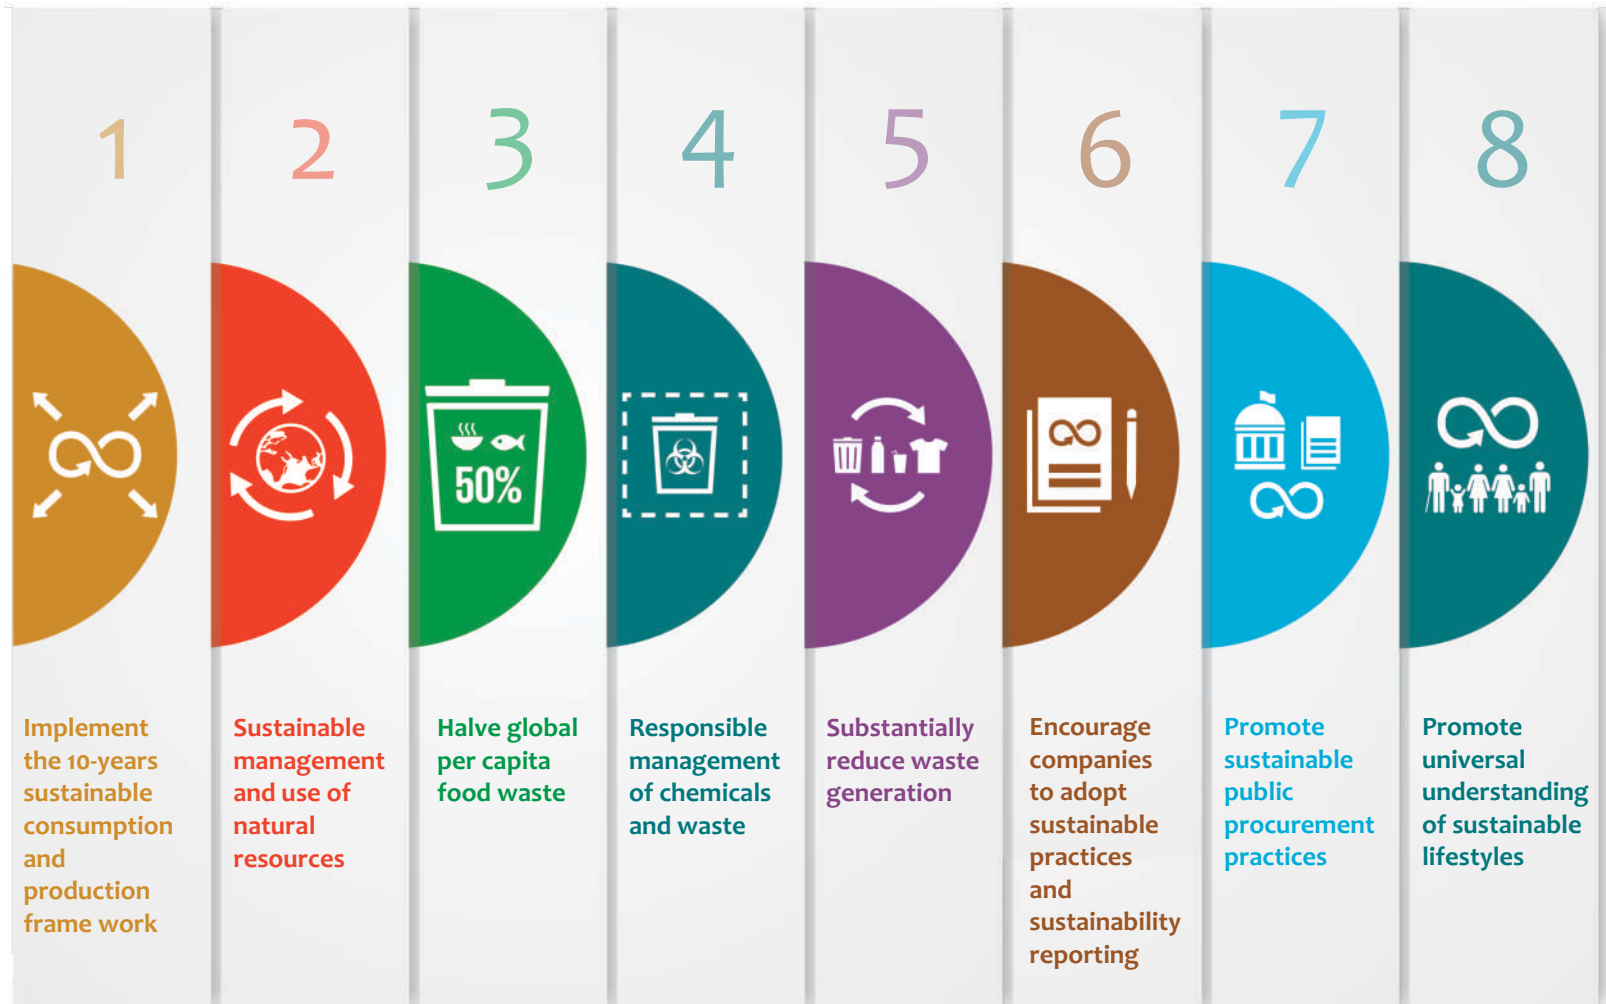 1
2
3
4
5
6
7
8
50%
Implement
the 10-years
sustainable
consumption
and
production
frame work
Sustainable
management
and use of
natural
resources
Halve global
per capita
food waste
Responsible
management
of chemicals
and waste
Substantially
reduce waste
generation
Encourage
companies
to adopt
sustainable
practices
and
sustainability
reporting
Promote
sustainable
public
procurement
practices
Promote
universal
understanding
of sustainable
lifestyles